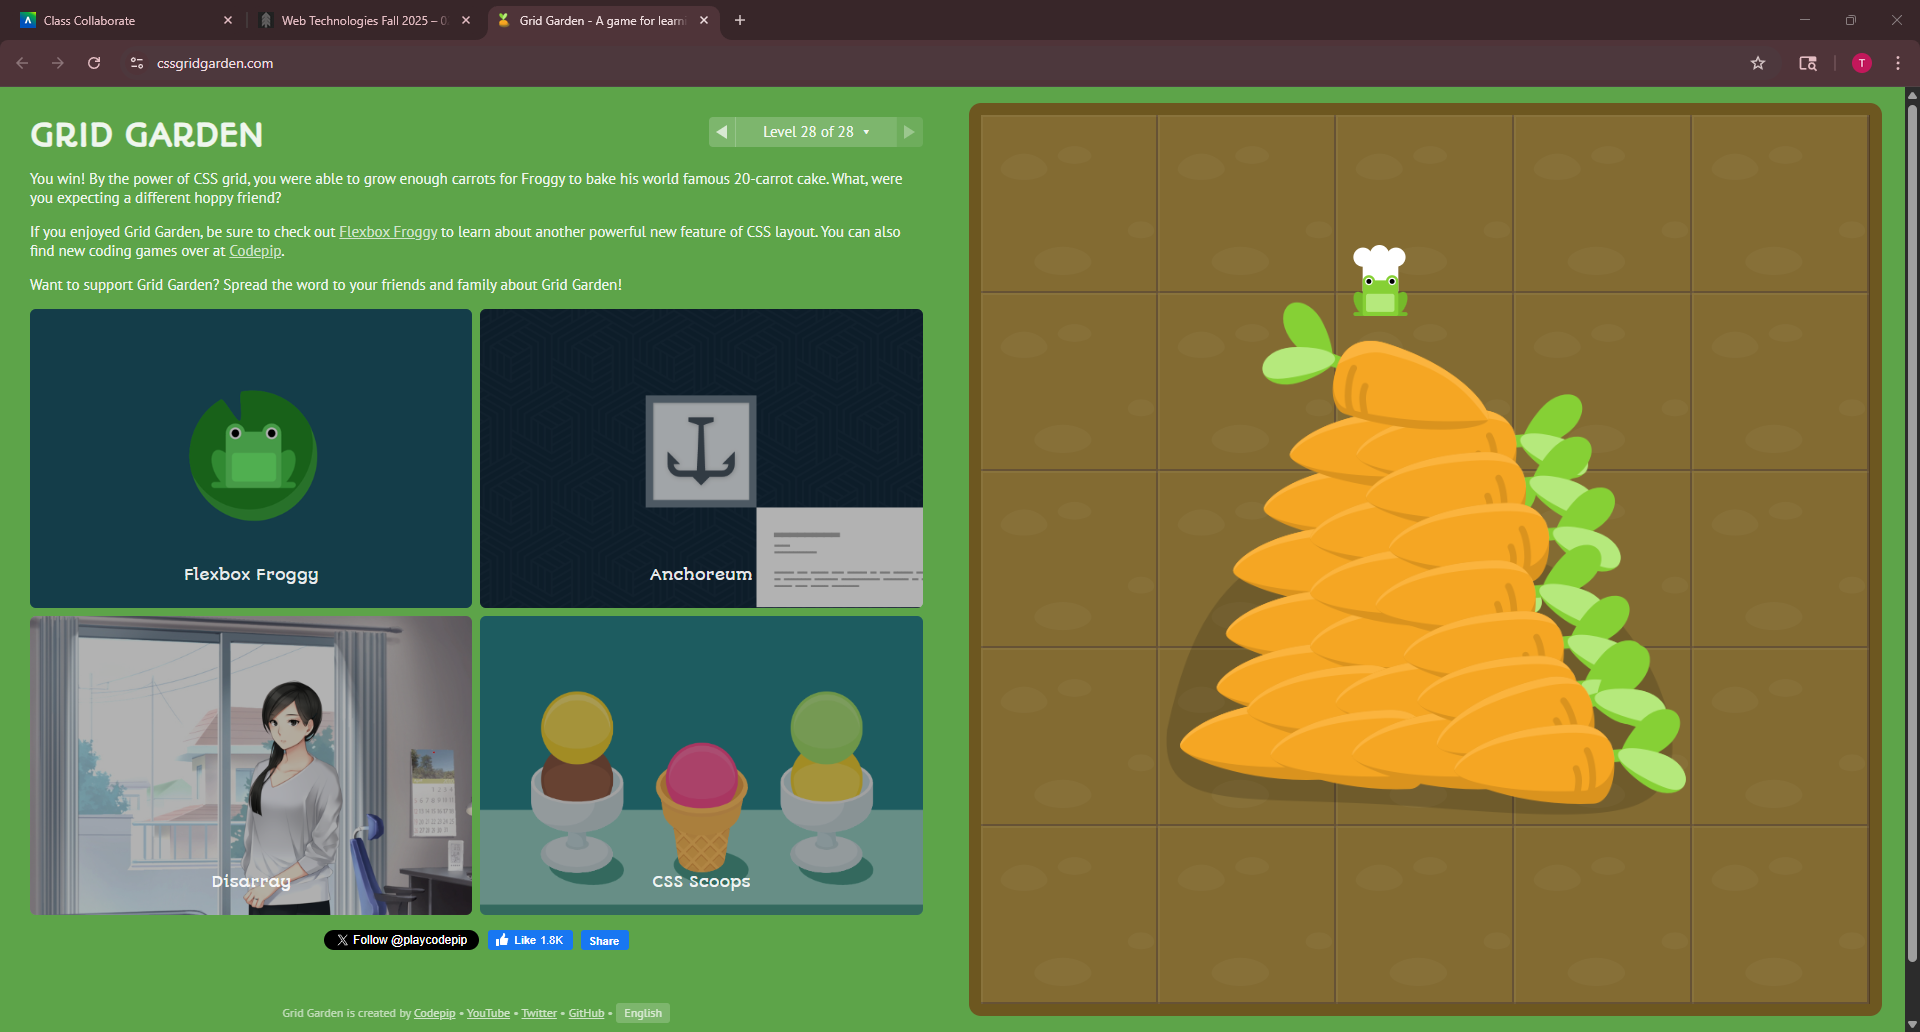 Class Collaborate
Web Technologies Fall 2025 – 0
Grid Garden - A game for learni
cssgridgarden.com
T
GRID GARDEN
Level 28 of 28
You win! By the power of CSS grid, you were able to grow enough carrots for Froggy to bake his world famous 20-carrot cake. What, were
you expecting a different hoppy friend?
If you enjoyed Grid Garden, be sure to check out Flexbox Froggy to learn about another powerful new feature of CSS layout. You can also
find new coding games over at Codepip.
Want to support Grid Garden? Spread the word to your friends and family about Grid Garden!
Flexbox Froggy
Anchoreum
Disarray
CSS Scoops
Follow @playcodepip
Like 1.8K
Share
Grid Garden is created by Codepip • YouTube • Twitter • GitHub • English